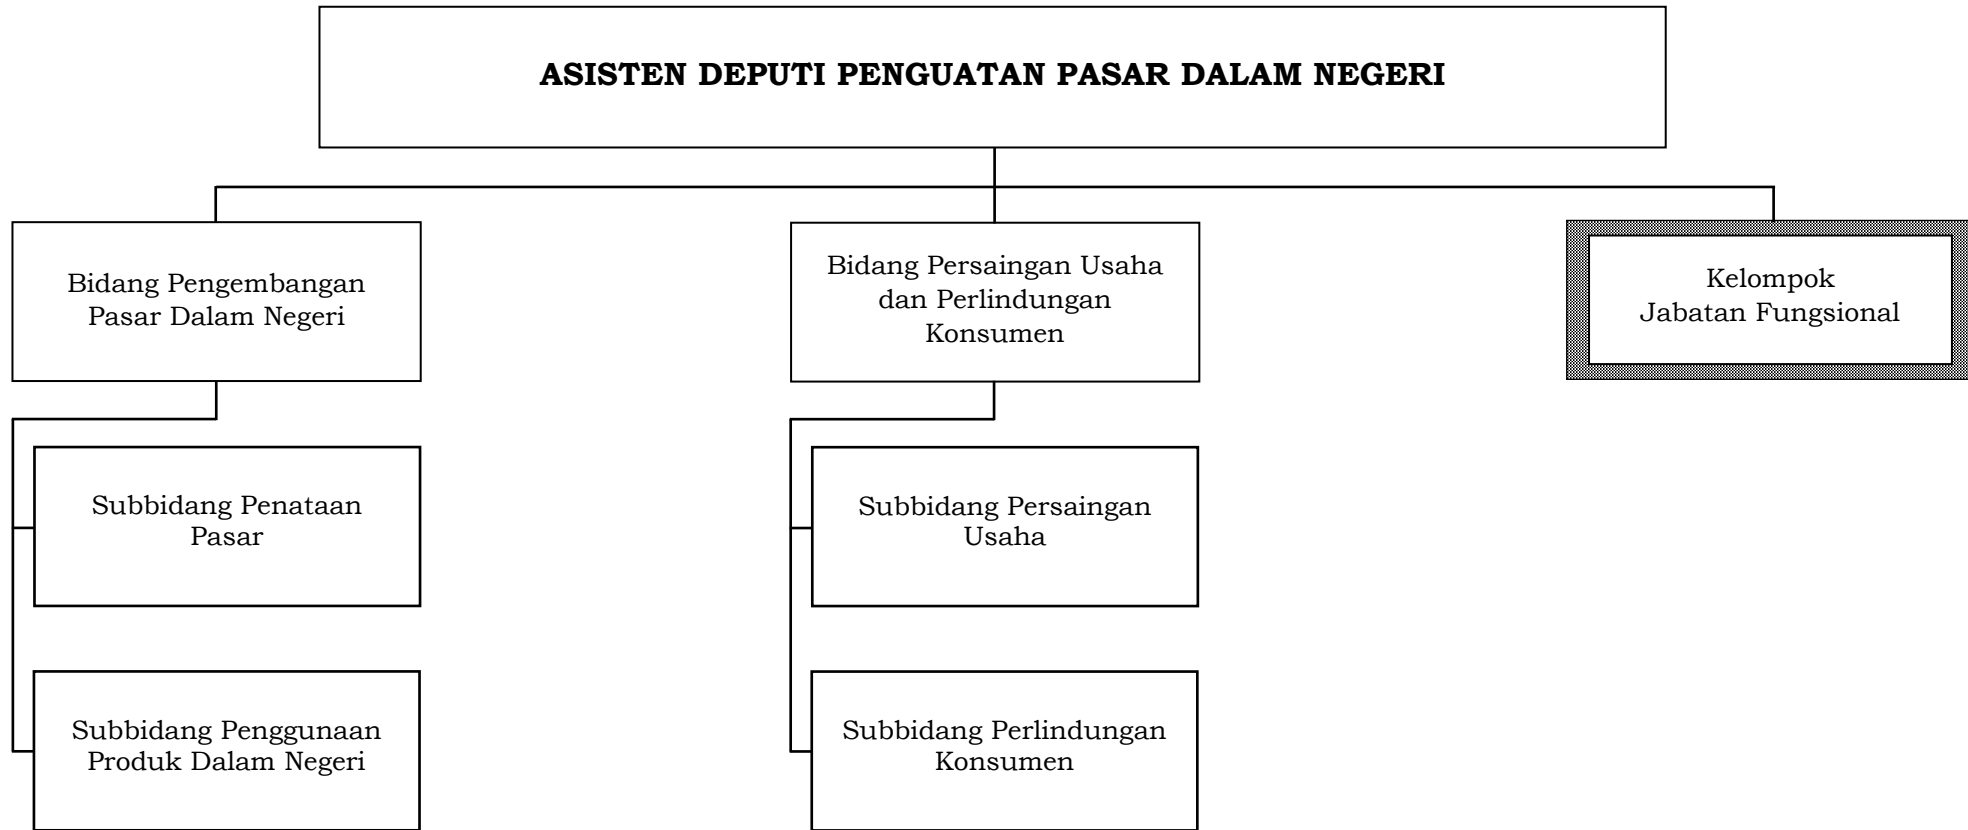 ASISTEN DEPUTI PENGUATAN PASAR DALAM NEGERI
Bidang Pengembangan
Pasar Dalam Negeri
Bidang Persaingan Usaha
dan Perlindungan
Konsumen
Kelompok
Jabatan Fungsional
Subbidang Penataan
Pasar
Subbidang Persaingan
Usaha
Subbidang Penggunaan
Produk Dalam Negeri
Subbidang Perlindungan
Konsumen